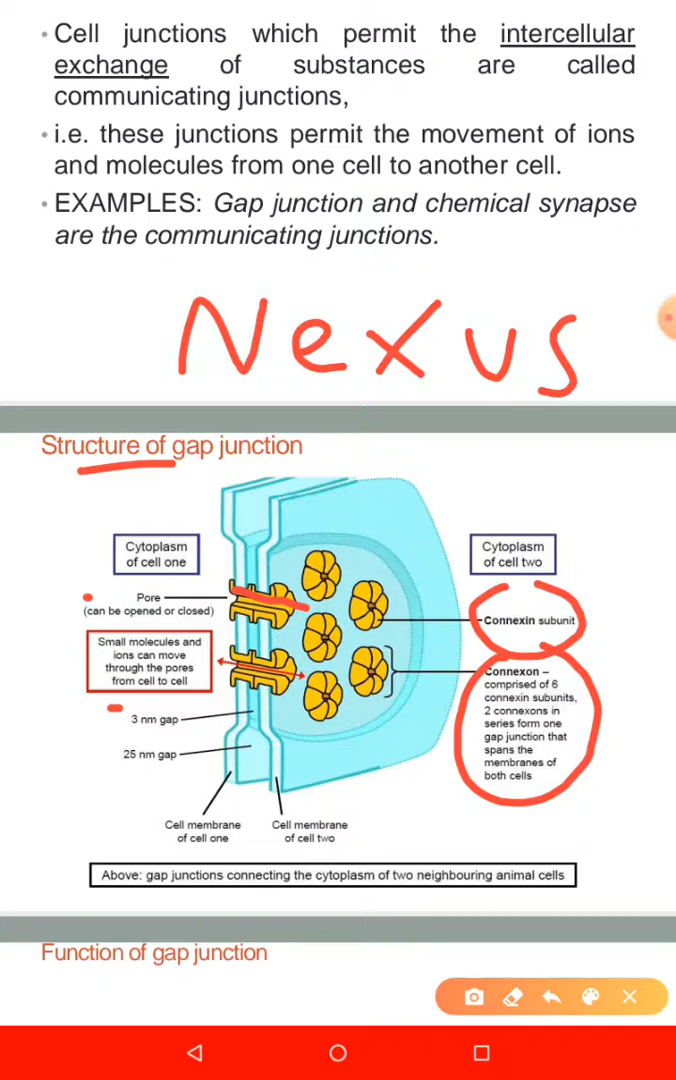 • Cell junctions which permit the intercellular
exchange of substances are called
communicating junctions,
• i.e. these junctions permit the movement of ions
and molecules from one cell to another cell.
• EXAMPLES: Gap junction and chemical synapse
are the communicating junctions.
Nexus
Structure of gap junction
Cytoplasm
of cell one
Cytoplasm
of cell two
Pore
(can be opened or closed)
Connexin subunit
Small molecules and
ions can move
through the pores
from cell to cell
Connexon –
comprised of 6
connexin subunits,
2 connexons in
series form one
gap junction that
spans the
membranes of
both cells
3 nm gap
25 nm gap
Cell membrane
of cell one
Cell membrane
of cell two
Above: gap junctions connecting the cytoplasm of two neighbouring animal cells
Function of gap junction